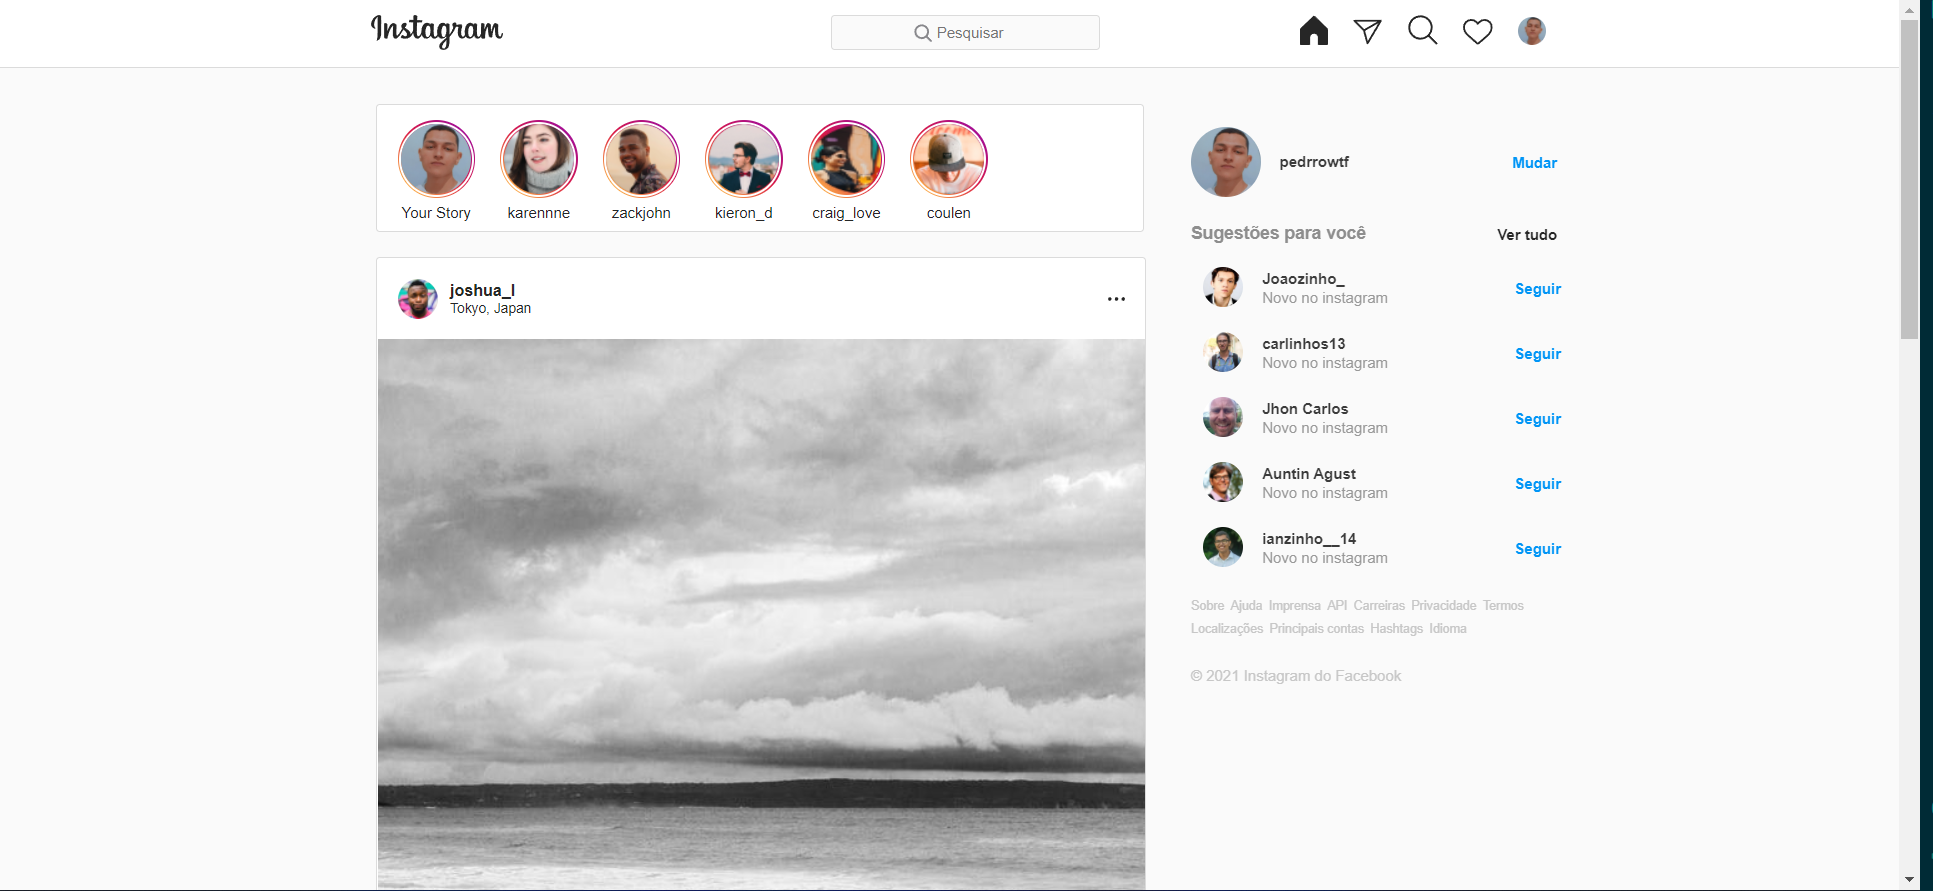 Instagram
Pesquisar
Your Story
karennne
zackjohn
kieron_d
craig_love
coulen
joshua_l
Tokyo, Japan
pedrrowtf
Mudar
Sugestões para você
Ver tudo
Joaozinho_
Novo no instagram
Seguir
carlinhos13
Novo no instagram
Seguir
Jhon Carlos
Novo no instagram
Seguir
Auntin Agust
Novo no instagram
Seguir
ianzinho__14
Novo no instagram
Seguir
Sobre Ajuda Imprensa API Carreiras Privacidade Termos
Localizações Principais contas Hashtags Idioma
© 2021 Instagram do Facebook